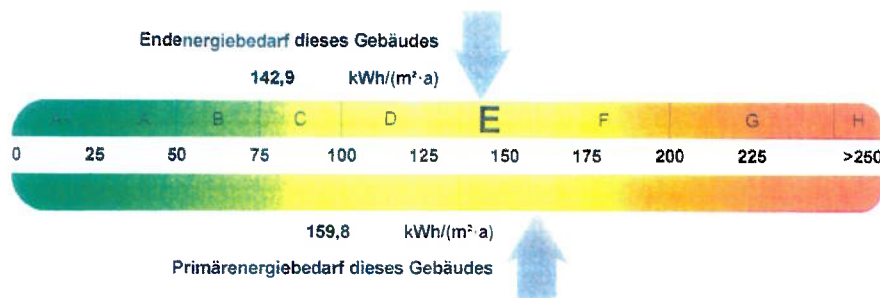 Endenergiebedarf dieses Gebäudes
142,9 kWh/(m²·a)
A+ A B C D E F G H
0 25 50 75 100 125 150 175 200 225 >250
159,8 kWh/(m²·a)
Primärenergiebedarf dieses Gebäudes